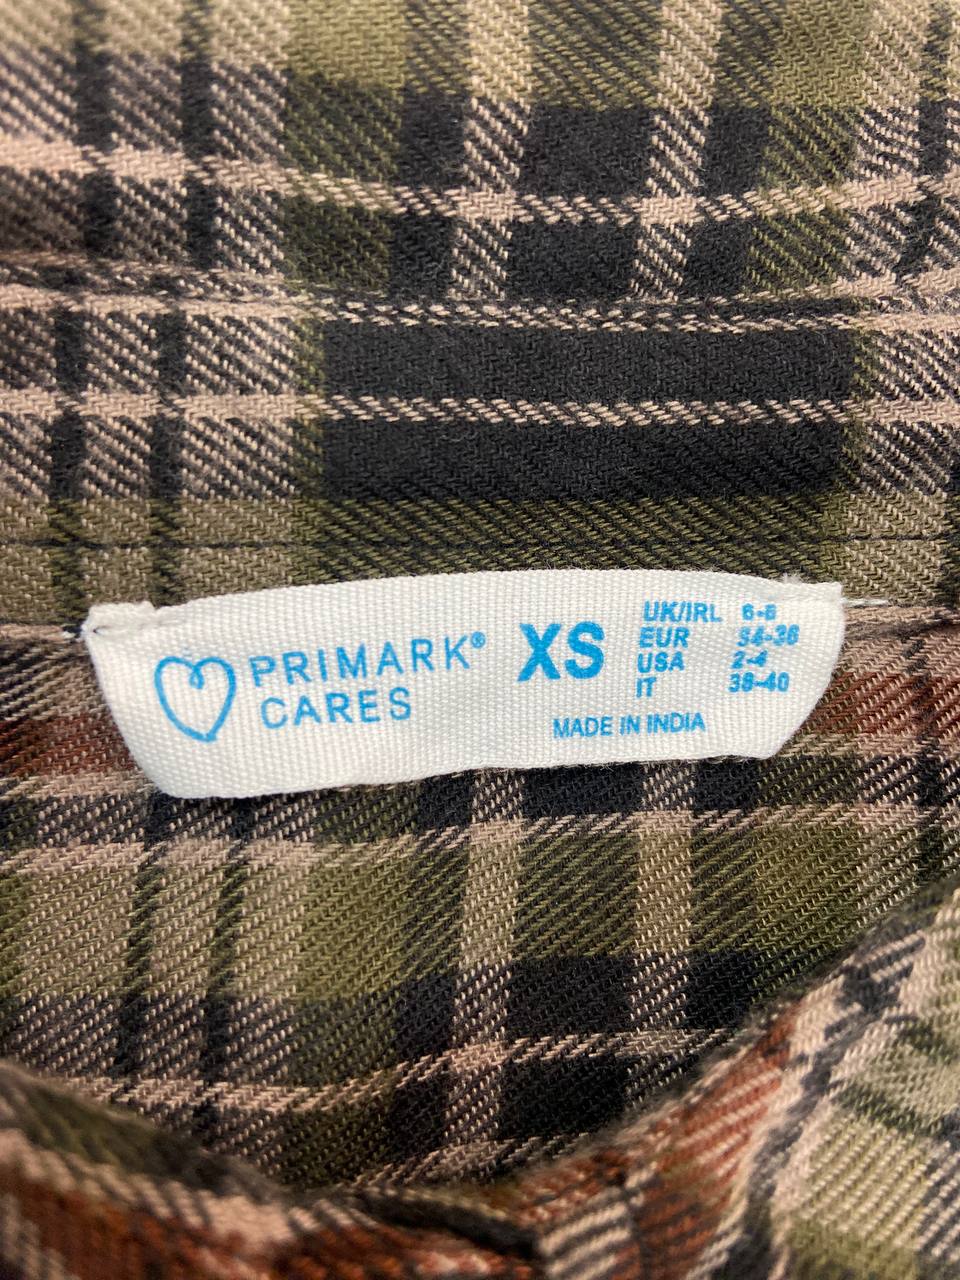 PRIMARK®
CARES
XS
UK/IRL 6-8
EUR 34-36
USA 2-4
IT 38-40
MADE IN INDIA